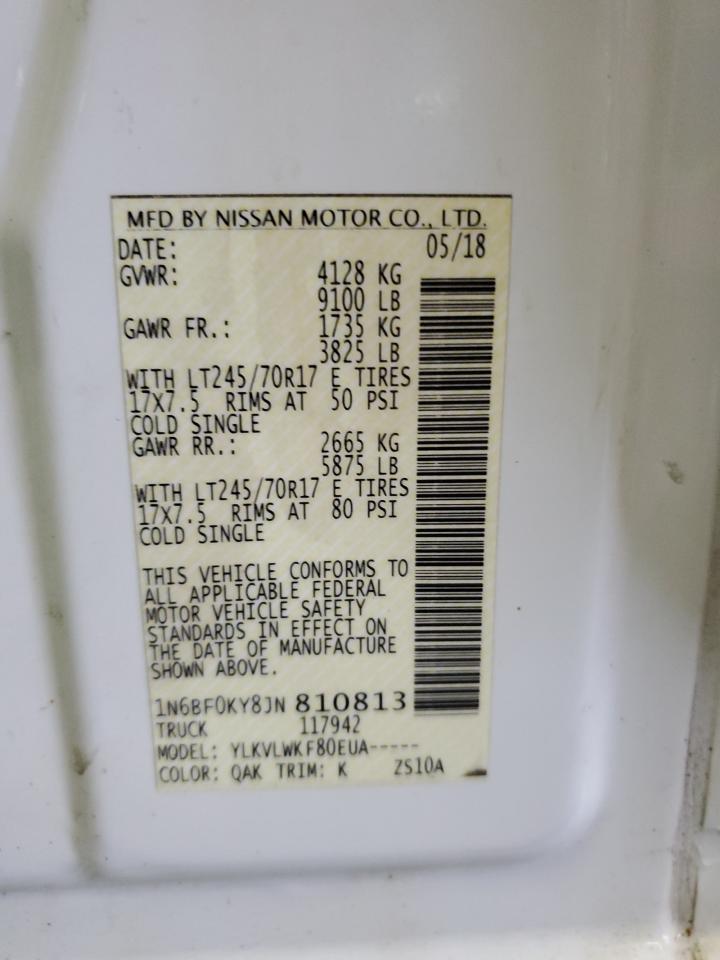 MFD BY NISSAN MOTOR CO., LTD.
DATE: 05/18
GVWR: 4128 KG
9100 LB
GAWR FR.: 1735 KG
3825 LB
WITH LT245/70R17 E TIRES
17X7.5 RIMS AT 50 PSI
COLD SINGLE
GAWR RR.: 2665 KG
5875 LB
WITH LT245/70R17 E TIRES
17X7.5 RIMS AT 80 PSI
COLD SINGLE
THIS VEHICLE CONFORMS TO
ALL APPLICABLE FEDERAL
MOTOR VEHICLE SAFETY
STANDARDS IN EFFECT ON
THE DATE OF MANUFACTURE
SHOWN ABOVE.
1N6BF0KY8JN 810813
TRUCK 117942
MODEL: YLKVLWKF80EUA-----
COLOR: QAK TRIM: K ZS10A